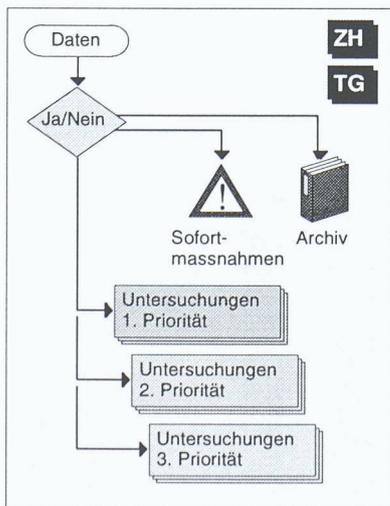 Daten
ZH
TG
Ja/Nein
Sofort-
massnahmen
Archiv
Untersuchungen
1. Priorität
Untersuchungen
2. Priorität
Untersuchungen
3. Priorität